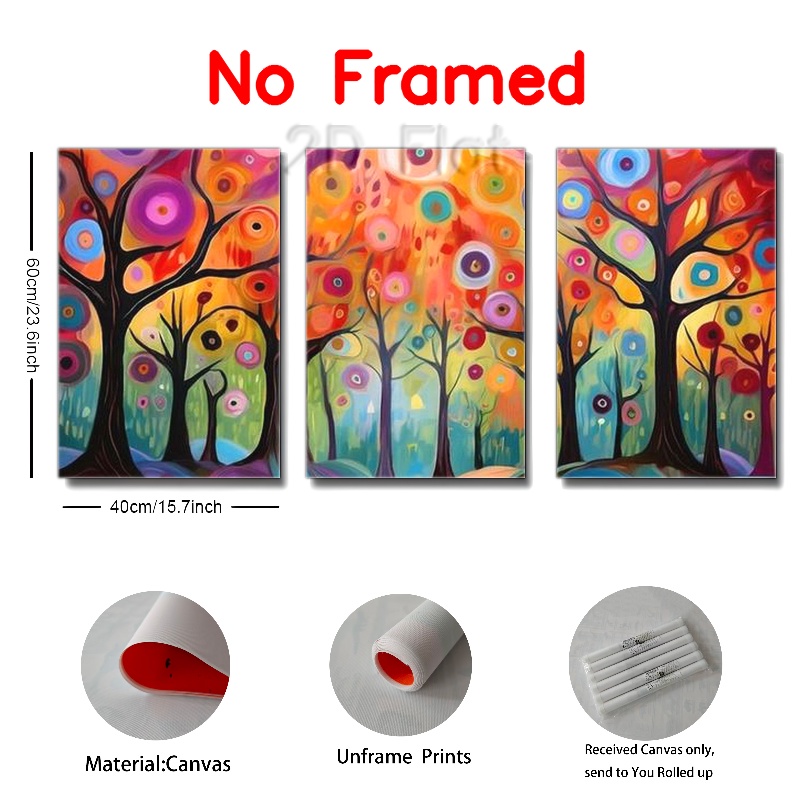 No Framed
2D Flat
60cm/23.6inch
40cm/15.7inch
Material:Canvas
Unframe Prints
Received Canvas only,
send to You Rolled up